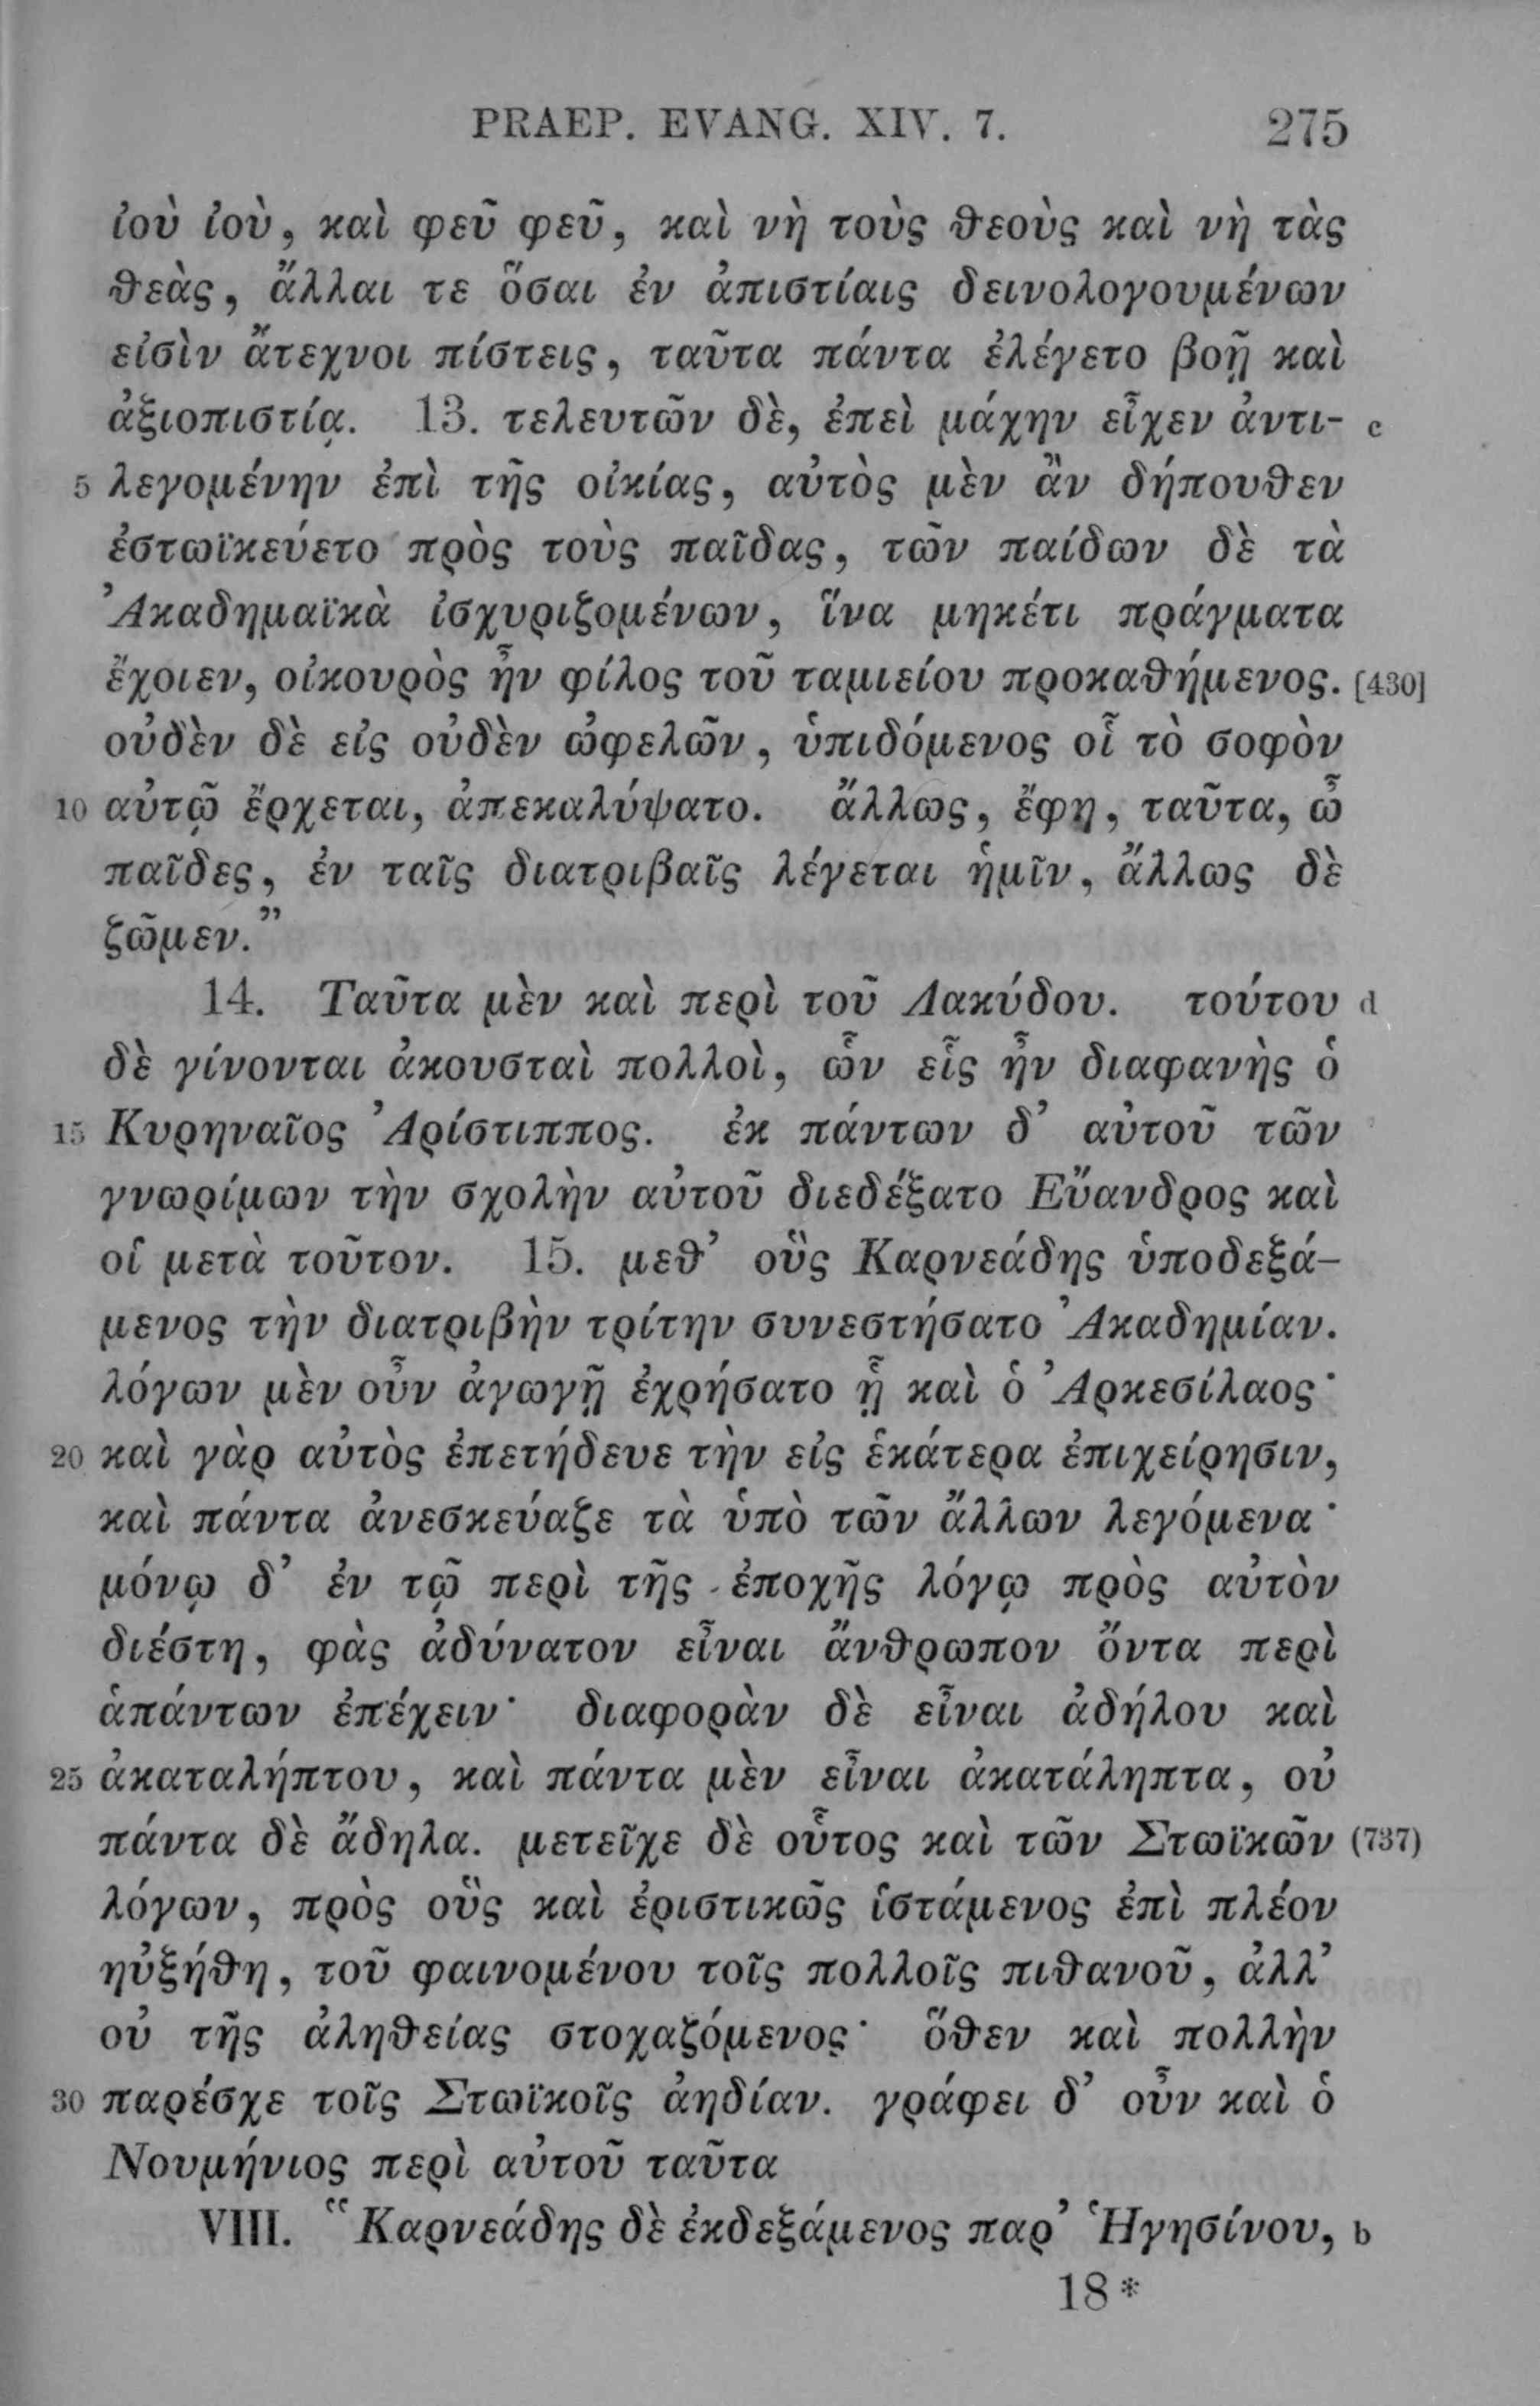 PRAEP. EVANG. XIV. 7. 275
ἰοὺ ἰοὺ, καὶ φεῦ φεῦ, καὶ νὴ τοὺς θεοὺς καὶ νὴ τὰς
θεὰς, ἄλλαι τε ὅσαι ἐν ἀπιστίαις δεινολογουμένων
εἰσὶν ἄτεχνοι πίστεις, ταῦτα πάντα ἐλέγετο βοῇ καὶ
ἀξιοπιστίᾳ. 13. τελευτῶν δὲ, ἐπεὶ μάχην εἶχεν ἀντι- c
5 λεγομένην ἐπὶ τῆς οἰκίας, αὐτὸς μὲν ἂν δήπουθεν
ἐστωϊκεύετο πρὸς τοὺς παῖδας, τῶν παίδων δὲ τὰ
Ἀκαδημαϊκὰ ἰσχυριζομένων, ἵνα μηκέτι πράγματα
ἔχοιεν, οἰκουρὸς ἦν φίλος τοῦ ταμιείου προκαθήμενος. [430]
οὐδὲν δὲ εἰς οὐδὲν ὠφελῶν, ὑπιδόμενος οἷ τὸ σοφὸν
10 αὐτῷ ἔρχεται, ἀπεκαλύψατο. ἄλλως, ἔφη, ταῦτα, ὦ
παῖδες, ἐν ταῖς διατριβαῖς λέγεται ἡμῖν, ἄλλως δὲ
ζῶμεν.”
14. Ταῦτα μὲν καὶ περὶ τοῦ Λακύδου. τούτου d
δὲ γίνονται ἀκουσταὶ πολλοὶ, ὧν εἷς ἦν διαφανὴς ὁ
15 Κυρηναῖος Ἀρίστιππος. ἐκ πάντων δ’ αὐτοῦ τῶν
γνωρίμων τὴν σχολὴν αὐτοῦ διεδέξατο Εὔανδρος καὶ
οἱ μετὰ τοῦτον. 15. μεθ’ οὓς Καρνεάδης ὑποδεξά-
μενος τὴν διατριβὴν τρίτην συνεστήσατο Ἀκαδημίαν.
λόγων μὲν οὖν ἀγωγῇ ἐχρήσατο ᾗ καὶ ὁ Ἀρκεσίλαος·
20 καὶ γὰρ αὐτὸς ἐπετήδευε τὴν εἰς ἑκάτερα ἐπιχείρησιν,
καὶ πάντα ἀνεσκεύαζε τὰ ὑπὸ τῶν ἄλλων λεγόμενα·
μόνῳ δ’ ἐν τῷ περὶ τῆς ἐποχῆς λόγῳ πρὸς αὐτὸν
διέστη, φὰς ἀδύνατον εἶναι ἄνθρωπον ὄντα περὶ
ἁπάντων ἐπέχειν· διαφορὰν δὲ εἶναι ἀδήλου καὶ
25 ἀκαταλήπτου, καὶ πάντα μὲν εἶναι ἀκατάληπτα, οὐ
πάντα δὲ ἄδηλα. μετεῖχε δὲ οὗτος καὶ τῶν Στωϊκῶν (737)
λόγων, πρὸς οὓς καὶ ἐριστικῶς ἱστάμενος ἐπὶ πλέον
ηὐξήθη, τοῦ φαινομένου τοῖς πολλοῖς πιθανοῦ, ἀλλ’
οὐ τῆς ἀληθείας στοχαζόμενος· ὅθεν καὶ πολλὴν
30 παρέσχε τοῖς Στωϊκοῖς ἀηδίαν. γράφει δ’ οὖν καὶ ὁ
Νουμήνιος περὶ αὐτοῦ ταῦτα
VIII. “Καρνεάδης δὲ ἐκδεξάμενος παρ’ Ἡγησίνου, b
18*